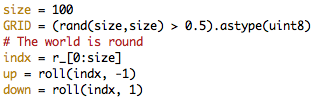 size = 100
GRID = (rand(size,size) > 0.5).astype(uint8)
# The world is round
indx = r_[0:size]
up = roll(indx, -1)
down = roll(indx, 1)